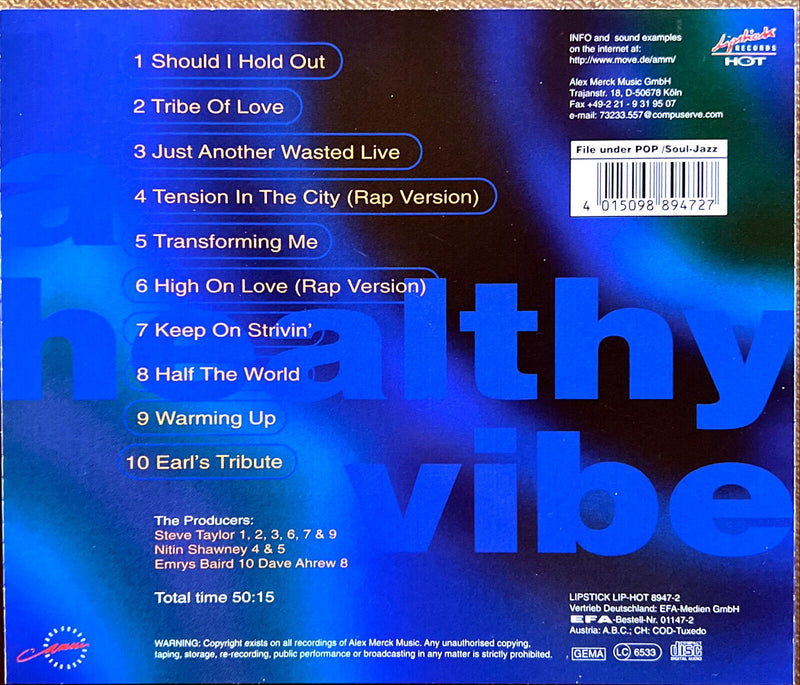 1 Should I Hold Out
2 Tribe Of Love
3 Just Another Wasted Live
4 Tension In The City (Rap Version)
5 Transforming Me
6 High On Love (Rap Version)
7 Keep On Strivin'
8 Half The World
9 Warming Up
10 Earl's Tribute
a
healthy
vibe
The Producers:
Steve Taylor 1, 2, 3, 6, 7 & 9
Nitin Shawney 4 & 5
Emrys Baird 10 Dave Ahrew 8
Total time 50:15
INFO and sound examples
on the internet at:
http://www.move.de/amm/
Lipstick
RECORDS
HOT
Alex Merck Music GmbH
Trajanstr. 18, D-50678 Köln
Fax +49-2 21 - 9 31 95 07
e-mail: 73233.557@compuserve.com
File under POP /Soul-Jazz
4 015098 894727
LIPSTICK LIP-HOT 8947-2
Vertrieb Deutschland: EFA-Medien GmbH
EFA-Bestell-Nr. 01147-2
Austria: A.B.C.; CH: COD-Tuxedo
GEMA
LC 6533
COMPACT
disc
DIGITAL AUDIO
amm
WARNING: Copyright exists on all recordings of Alex Merck Music. Any unauthorised copying,
taping, storage, re-recording, public performance or broadcasting in any matter is strictly prohibited.